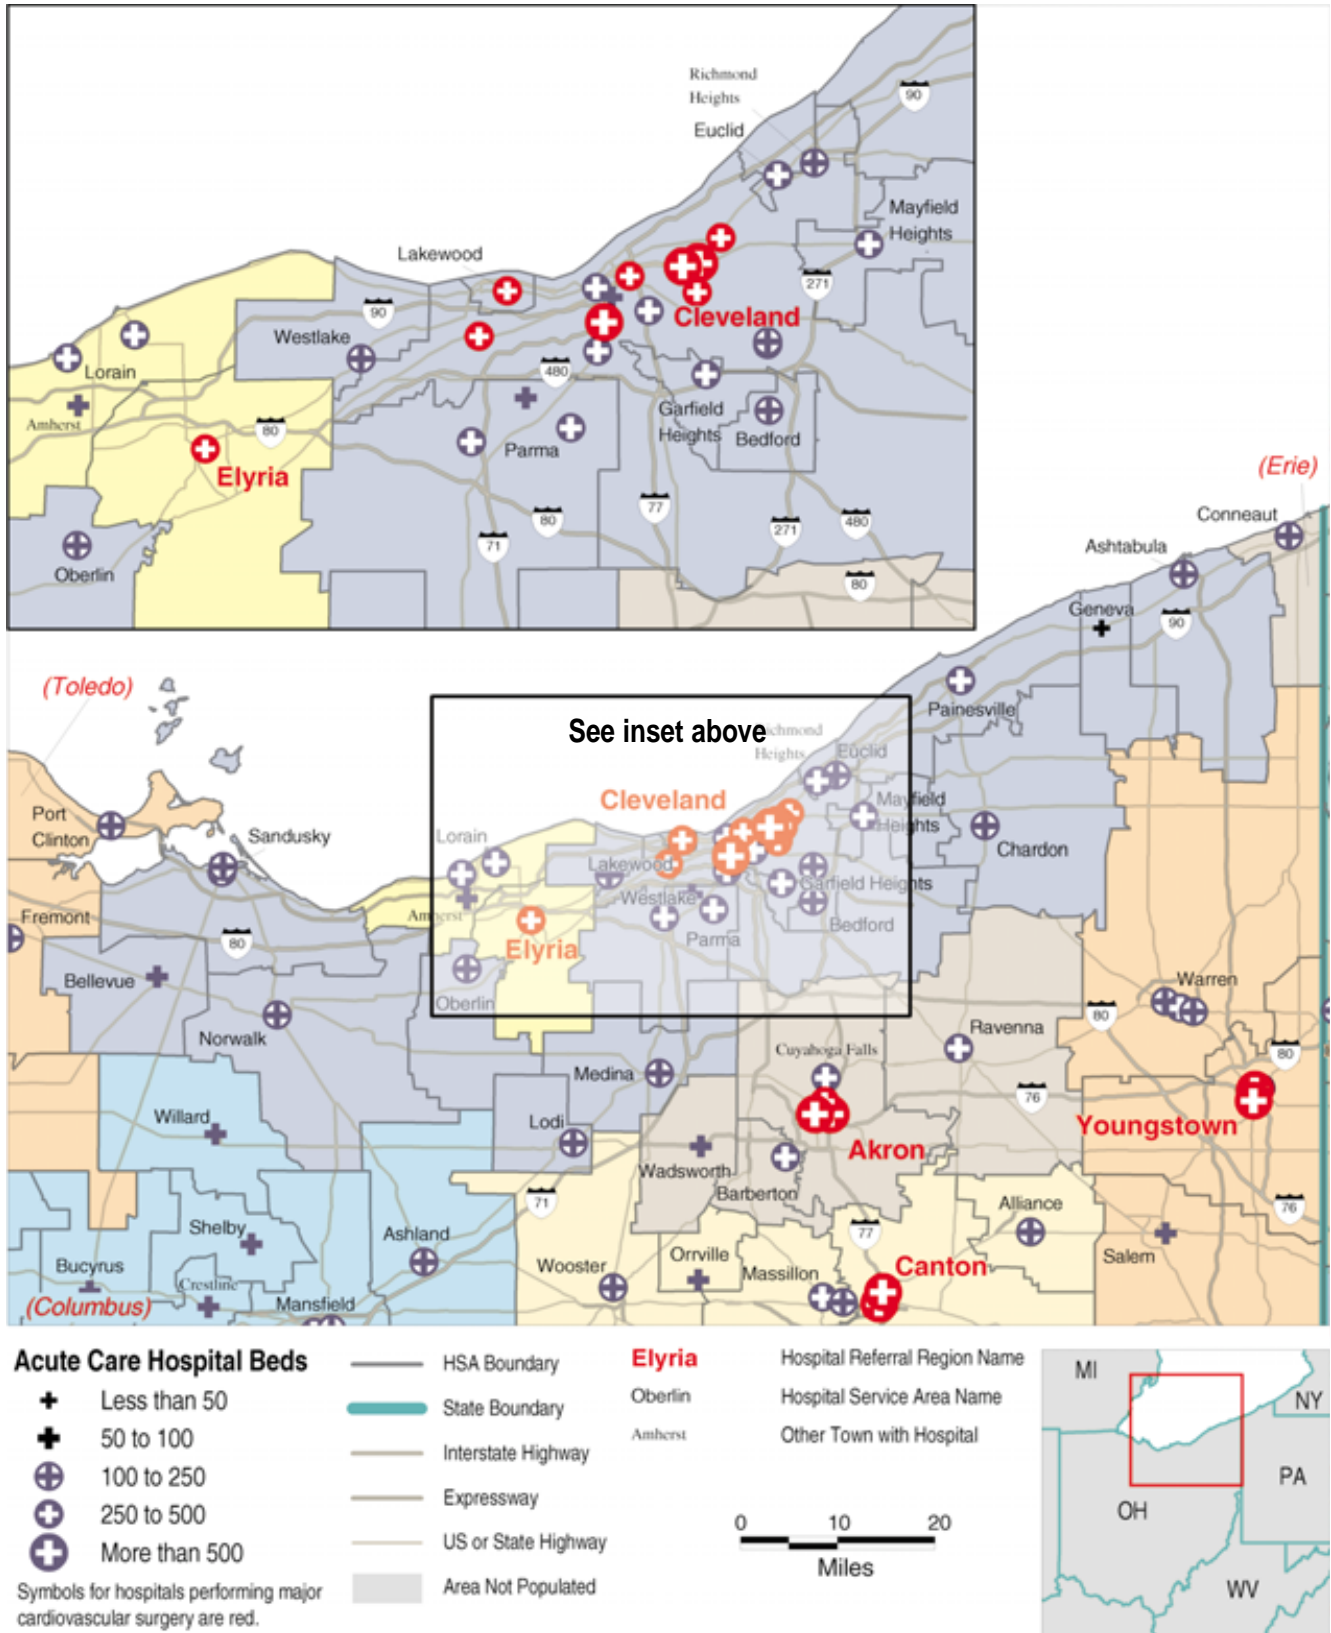 Richmond
Heights
90
Euclid
Mayfield
Heights
Lakewood
271
90
Cleveland
Westlake
480
Lorain
Garfield
Heights
Amherst
80
Bedford
Parma
Elyria
77
80
271
480
71
Oberlin
80
(Erie)
Conneaut
Ashtabula
Geneva
90
(Toledo)
Painesville
See inset above
Richmond
Heights
Euclid
Cleveland
Mayfield
Heights
Port
Clinton
Sandusky
Lorain
Chardon
Lakewood
Garfield Heights
Westlake
Fremont
Amherst
Bedford
80
Parma
Elyria
Bellevue
Warren
Oberlin
80
Norwalk
Ravenna
Cuyahoga Falls
80
Medina
76
Willard
Lodi
Youngstown
Akron
Wadsworth
Barberton
71
Alliance
76
Shelby
Ashland
77
Orrville
Salem
Bucyrus
Wooster
Massillon
Canton
Crestline
(Columbus)
Mansfield
Acute Care Hospital Beds
Less than 50
50 to 100
100 to 250
250 to 500
More than 500
Symbols for hospitals performing major
cardiovascular surgery are red.
HSA Boundary
State Boundary
Interstate Highway
Expressway
US or State Highway
Area Not Populated
Elyria
Hospital Referral Region Name
Oberlin
Hospital Service Area Name
Amherst
Other Town with Hospital
0 10 20
Miles
MI
NY
PA
OH
WV